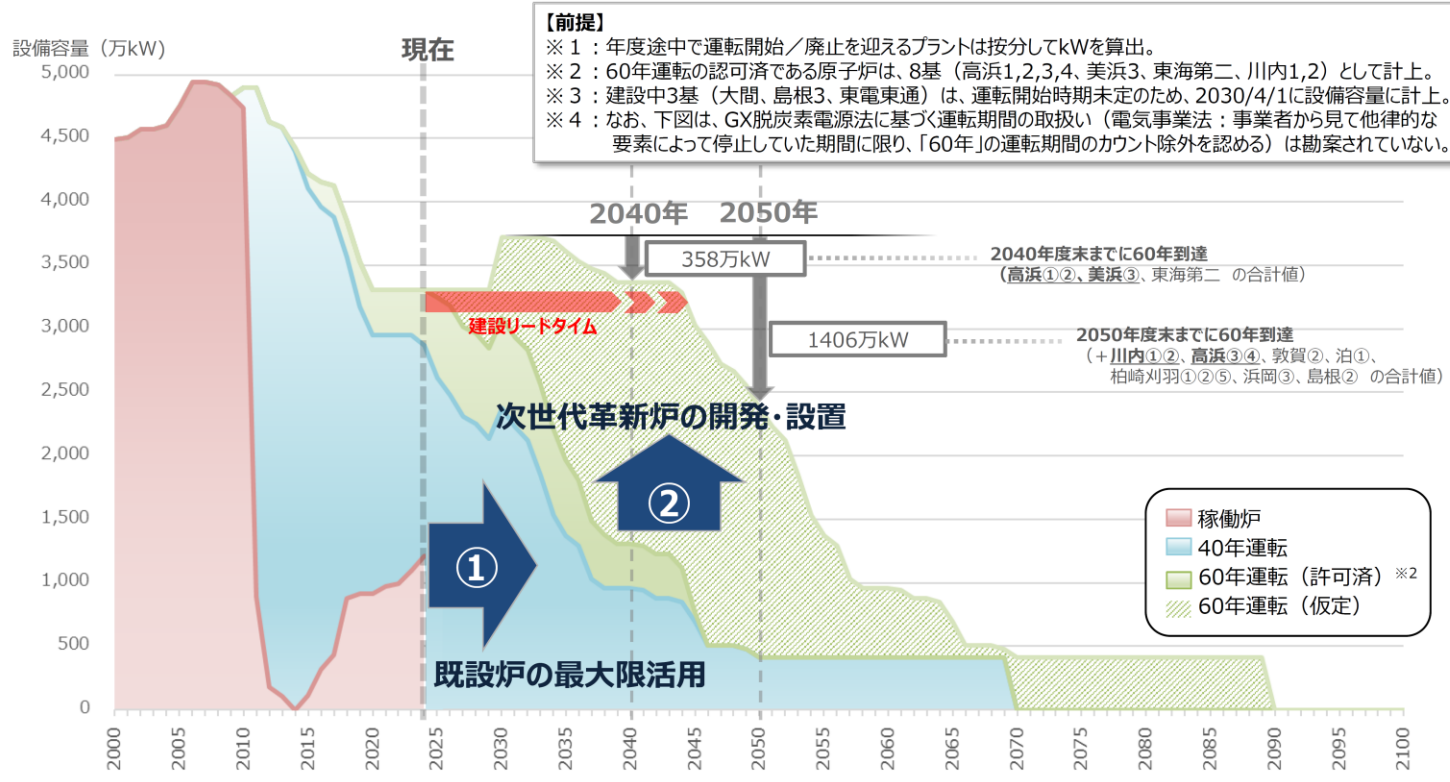 【前提】
※１：年度途中で運転開始／廃止を迎えるプラントは按分してkWを算出。
※２：60年運転の認可済である原子炉は、8基（高浜1,2,3,4、美浜3、東海第二、川内1,2）として計上。
※３：建設中3基（大間、島根3、東電東通）は、運転開始時期未定のため、2030/4/1に設備容量に計上。
※４：なお、下図は、GX脱炭素電源法に基づく運転期間の取扱い（電気事業法：事業者から見て他律的な
要素によって停止していた期間に限り、「60年」の運転期間のカウント除外を認める）は勘案されていない。
設備容量（万kW)
現在
5,000
4,500
4,000
3,500
3,000
2,500
2,000
1,500
1,000
500
0
2040年
2050年
358万kW
2040年度末までに60年到達
（高浜①②、美浜③、東海第二 の合計値）
建設リードタイム
1406万kW
2050年度末までに60年到達
（＋川内①②、高浜③④、敦賀②、泊①、
柏崎刈羽①②⑤、浜岡③、島根② の合計値）
次世代革新炉の開発・設置
②
①
既設炉の最大限活用
稼働炉
40年運転
60年運転（許可済）※2
60年運転（仮定）
2000
2005
2010
2015
2020
2025
2030
2035
2040
2045
2050
2055
2060
2065
2070
2075
2080
2085
2090
2095
2100